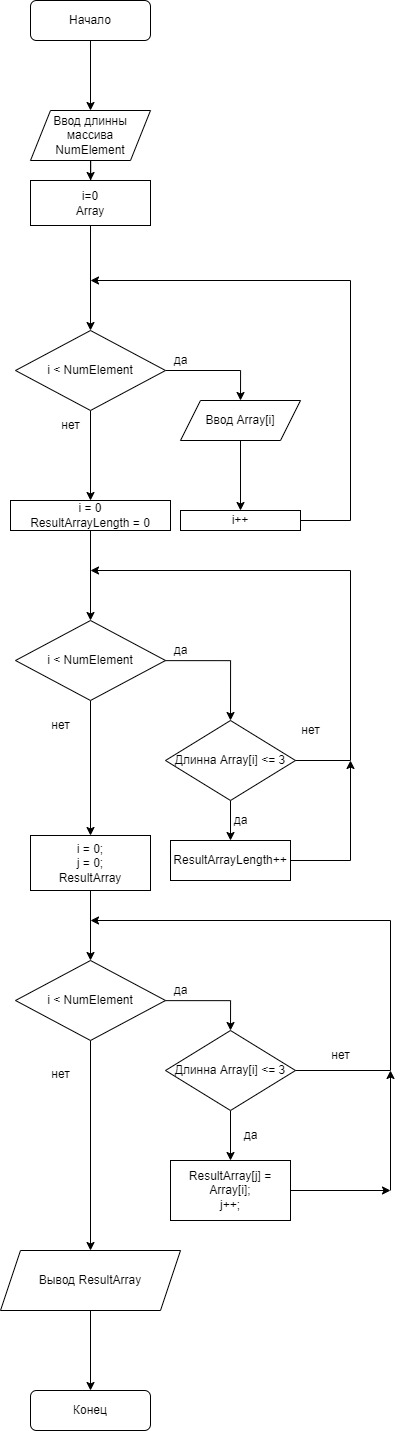 Начало
Ввод длинны
массива
NumElement
i=0
Array
i < NumElement
да
Ввод Array[i]
нет
i = 0
ResultArrayLength = 0
i++
i < NumElement
да
нет
Длинна Array[i] <= 3
нет
да
ResultArrayLength++
i = 0;
j = 0;
ResultArray
i < NumElement
да
нет
Длинна Array[i] <= 3
нет
да
ResultArray[j] =
Array[i];
j++;
Вывод ResultArray
Конец